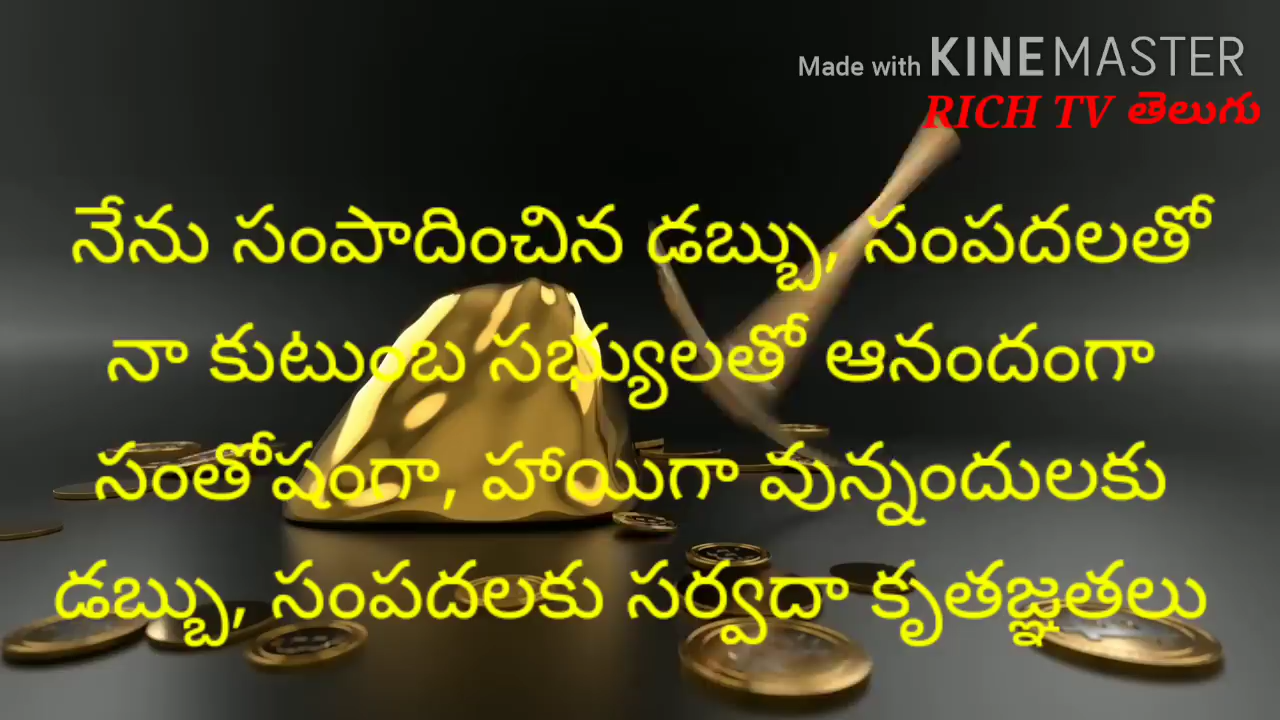 Made with KINEMASTER
RICH TV తెలుగు
నేను సంపాదించిన డబ్బు, సంపదలతో
నా కుటుంబ సభ్యులతో ఆనందంగా
సంతోషంగా, హాయిగా వున్నందులకు
డబ్బు, సంపదలకు సర్వదా కృతజ్ఞతలు